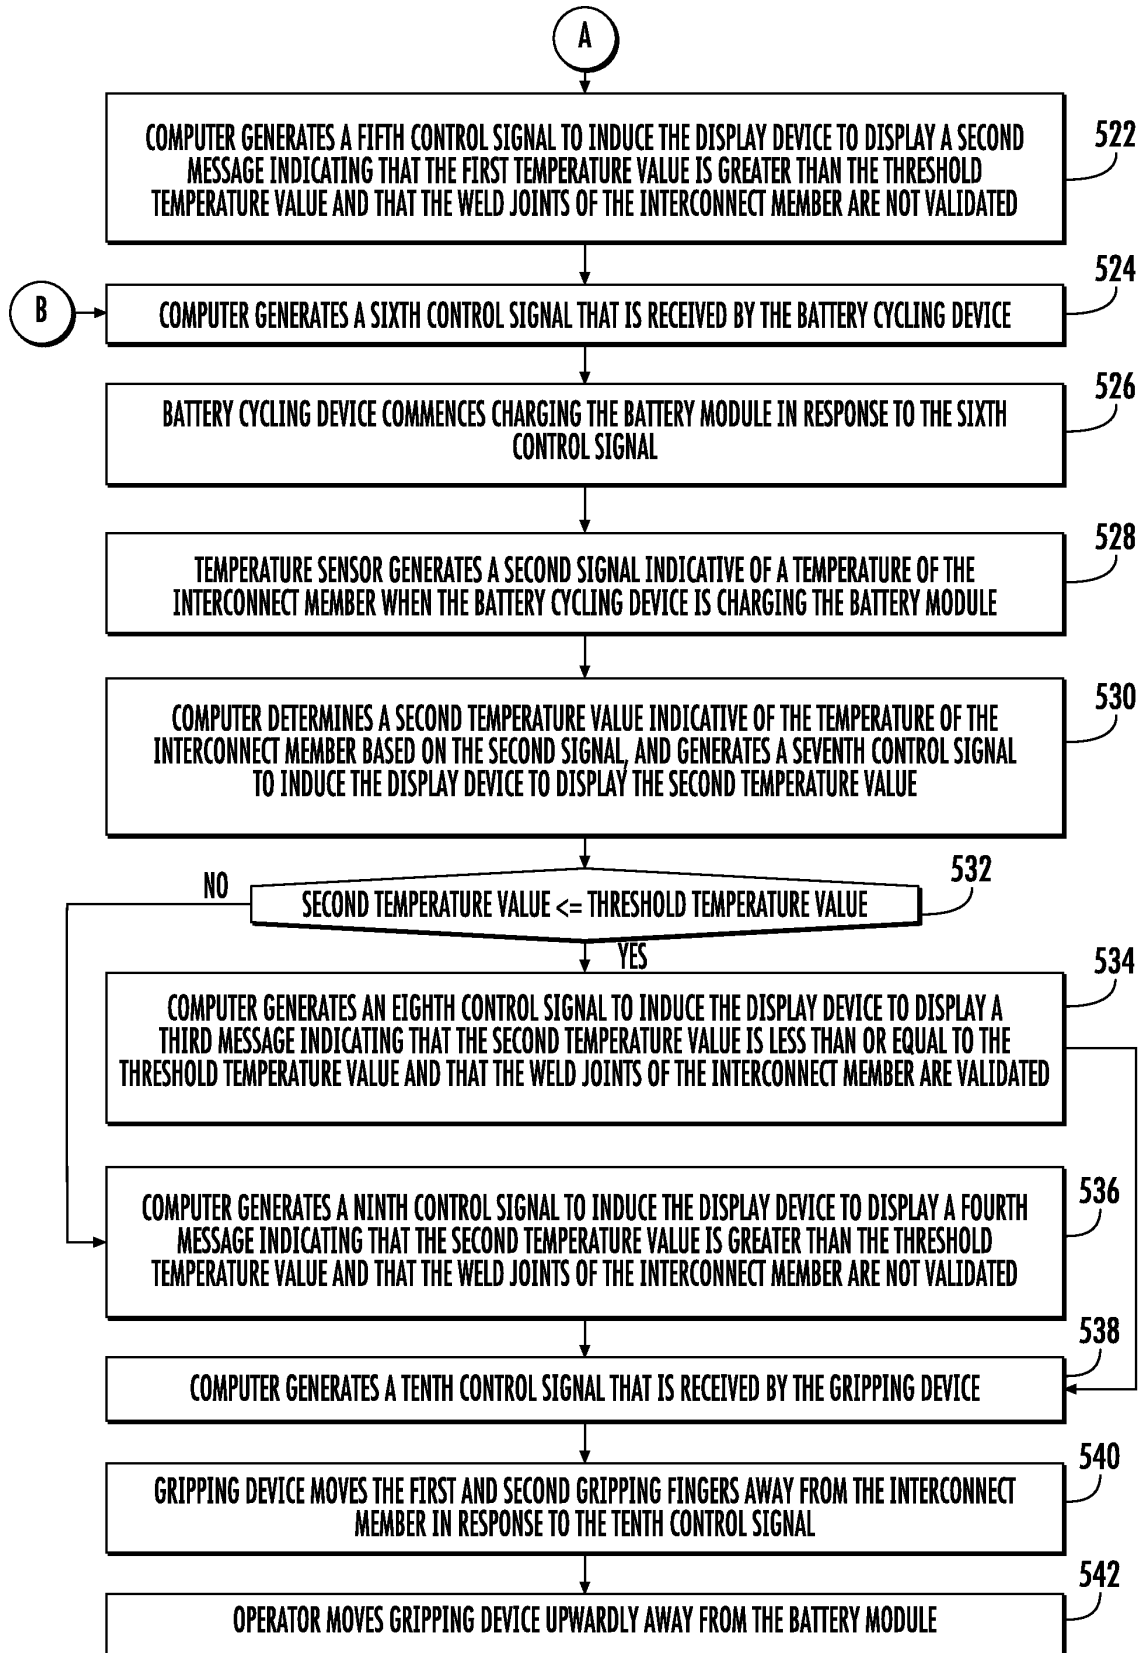 A
COMPUTER GENERATES A FIFTH CONTROL SIGNAL TO INDUCE THE DISPLAY DEVICE TO DISPLAY A SECOND
MESSAGE INDICATING THAT THE FIRST TEMPERATURE VALUE IS GREATER THAN THE THRESHOLD
TEMPERATURE VALUE AND THAT THE WELD JOINTS OF THE INTERCONNECT MEMBER ARE NOT VALIDATED
522
B
COMPUTER GENERATES A SIXTH CONTROL SIGNAL THAT IS RECEIVED BY THE BATTERY CYCLING DEVICE
524
BATTERY CYCLING DEVICE COMMENCES CHARGING THE BATTERY MODULE IN RESPONSE TO THE SIXTH
CONTROL SIGNAL
526
TEMPERATURE SENSOR GENERATES A SECOND SIGNAL INDICATIVE OF A TEMPERATURE OF THE
INTERCONNECT MEMBER WHEN THE BATTERY CYCLING DEVICE IS CHARGING THE BATTERY MODULE
528
COMPUTER DETERMINES A SECOND TEMPERATURE VALUE INDICATIVE OF THE TEMPERATURE OF THE
INTERCONNECT MEMBER BASED ON THE SECOND SIGNAL, AND GENERATES A SEVENTH CONTROL SIGNAL
TO INDUCE THE DISPLAY DEVICE TO DISPLAY THE SECOND TEMPERATURE VALUE
530
NO
SECOND TEMPERATURE VALUE <= THRESHOLD TEMPERATURE VALUE
532
YES
COMPUTER GENERATES AN EIGHTH CONTROL SIGNAL TO INDUCE THE DISPLAY DEVICE TO DISPLAY A
THIRD MESSAGE INDICATING THAT THE SECOND TEMPERATURE VALUE IS LESS THAN OR EQUAL TO THE
THRESHOLD TEMPERATURE VALUE AND THAT THE WELD JOINTS OF THE INTERCONNECT MEMBER ARE VALIDATED
534
COMPUTER GENERATES A NINTH CONTROL SIGNAL TO INDUCE THE DISPLAY DEVICE TO DISPLAY A FOURTH
MESSAGE INDICATING THAT THE SECOND TEMPERATURE VALUE IS GREATER THAN THE THRESHOLD
TEMPERATURE VALUE AND THAT THE WELD JOINTS OF THE INTERCONNECT MEMBER ARE NOT VALIDATED
536
COMPUTER GENERATES A TENTH CONTROL SIGNAL THAT IS RECEIVED BY THE GRIPPING DEVICE
538
GRIPPING DEVICE MOVES THE FIRST AND SECOND GRIPPING FINGERS AWAY FROM THE INTERCONNECT
MEMBER IN RESPONSE TO THE TENTH CONTROL SIGNAL
540
OPERATOR MOVES GRIPPING DEVICE UPWARDLY AWAY FROM THE BATTERY MODULE
542